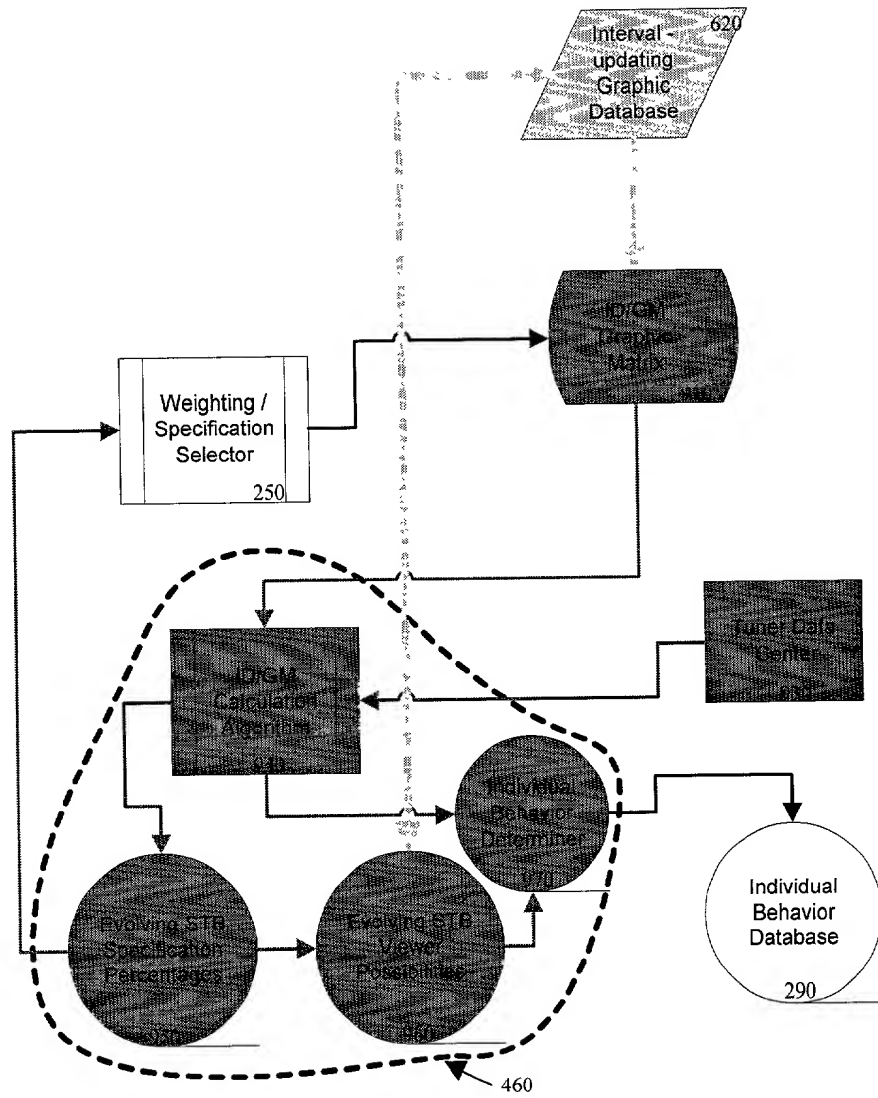 620
Interval -
updating
Graphic
Database
ID/GM
Graphic
Matrix
Weighting /
Specification
Selector
250
Tuner Data
Center
ID/GM
Calculation
Algorithm
Individual
Behavior
Determiner
Evolving STB
Specification
Percentages
Evolving STB
Viewer
Possibilities
Individual
Behavior
Database
290
460